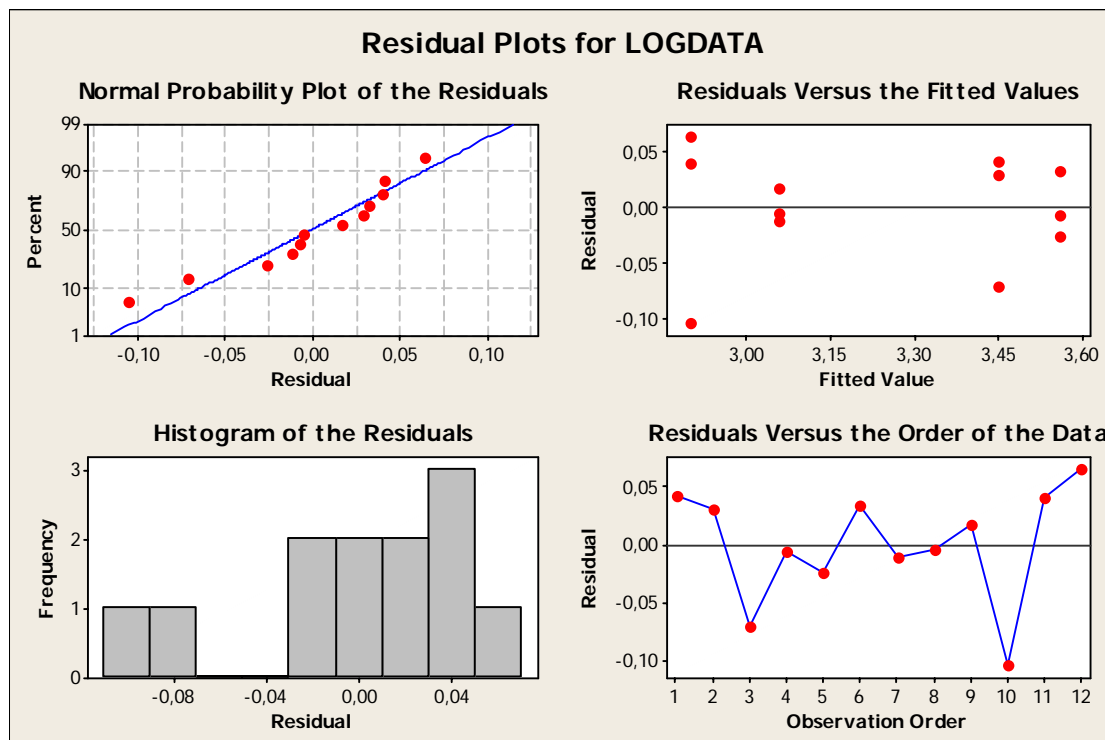 Residual Plots for LOGDATA
Normal Probability Plot of the Residuals
99
90
50
10
1
Percent
-0,10 -0,05 0,00 0,05 0,10
Residual
Residuals Versus the Fitted Values
0,05
0,00
-0,05
-0,10
Residual
3,00 3,15 3,30 3,45 3,60
Fitted Value
Histogram of the Residuals
3
2
1
0
Frequency
-0,08 -0,04 0,00 0,04
Residual
Residuals Versus the Order of the Data
0,05
0,00
-0,05
-0,10
Residual
1 2 3 4 5 6 7 8 9 10 11 12
Observation Order